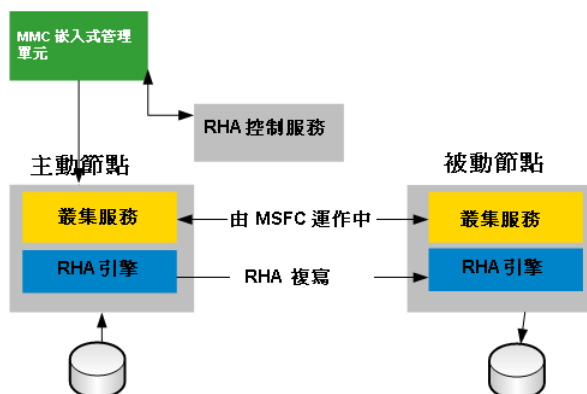 MMC 嵌入式管理
單元
RHA 控制服務
主動節點
被動節點
叢集服務
由 MSFC 運作中
叢集服務
RHA 引擎
RHA 複寫
RHA 引擎